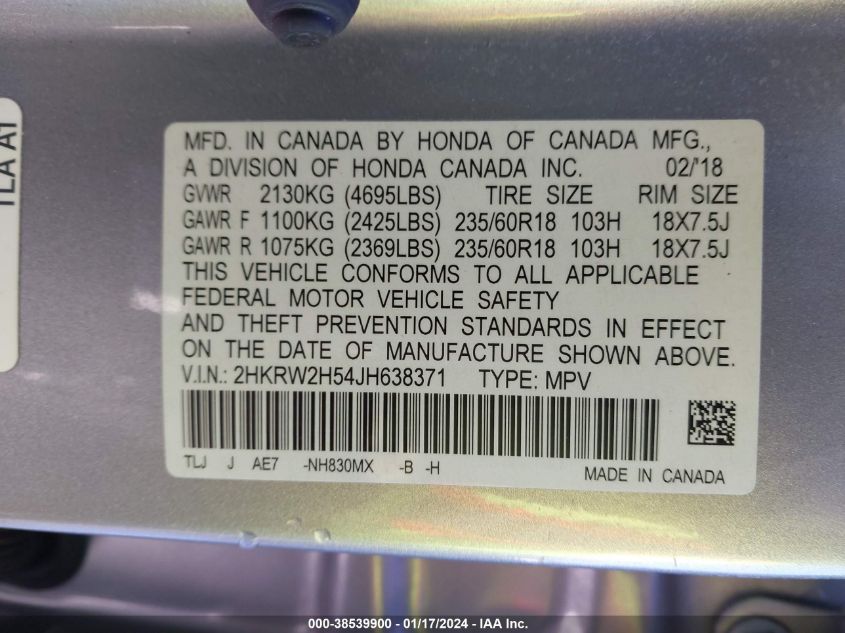 MFD. IN CANADA BY HONDA OF CANADA MFG.,
A DIVISION OF HONDA CANADA INC. 02/'18
GVWR 2130KG (4695LBS) TIRE SIZE RIM SIZE
GAWR F 1100KG (2425LBS) 235/60R18 103H 18X7.5J
GAWR R 1075KG (2369LBS) 235/60R18 103H 18X7.5J
THIS VEHICLE CONFORMS TO ALL APPLICABLE
FEDERAL MOTOR VEHICLE SAFETY
AND THEFT PREVENTION STANDARDS IN EFFECT
ON THE DATE OF MANUFACTURE SHOWN ABOVE.
V.I.N.: 2HKRW2H54JH638371 TYPE: MPV
TLJ J AE7 -NH830MX -B -H
MADE IN CANADA
TLA A1
000-38539900 - 01/17/2024 - IAA Inc.